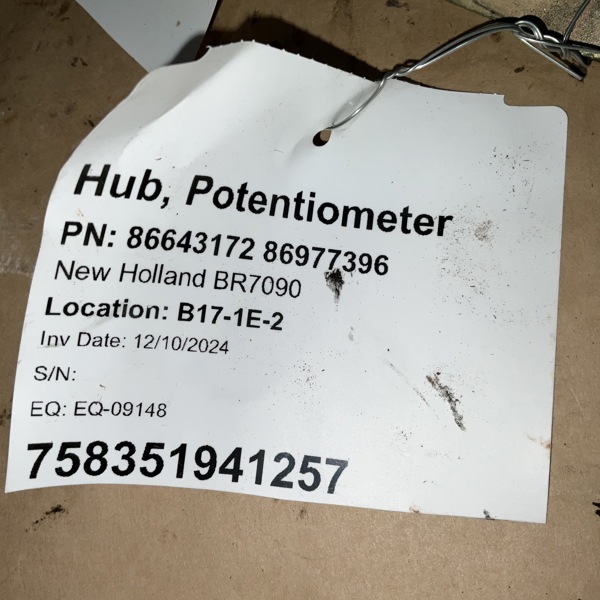 Hub, Potentiometer
PN: 86643172 86977396
New Holland BR7090
Location: B17-1E-2
Inv Date: 12/10/2024
S/N:
EQ: EQ-09148
758351941257